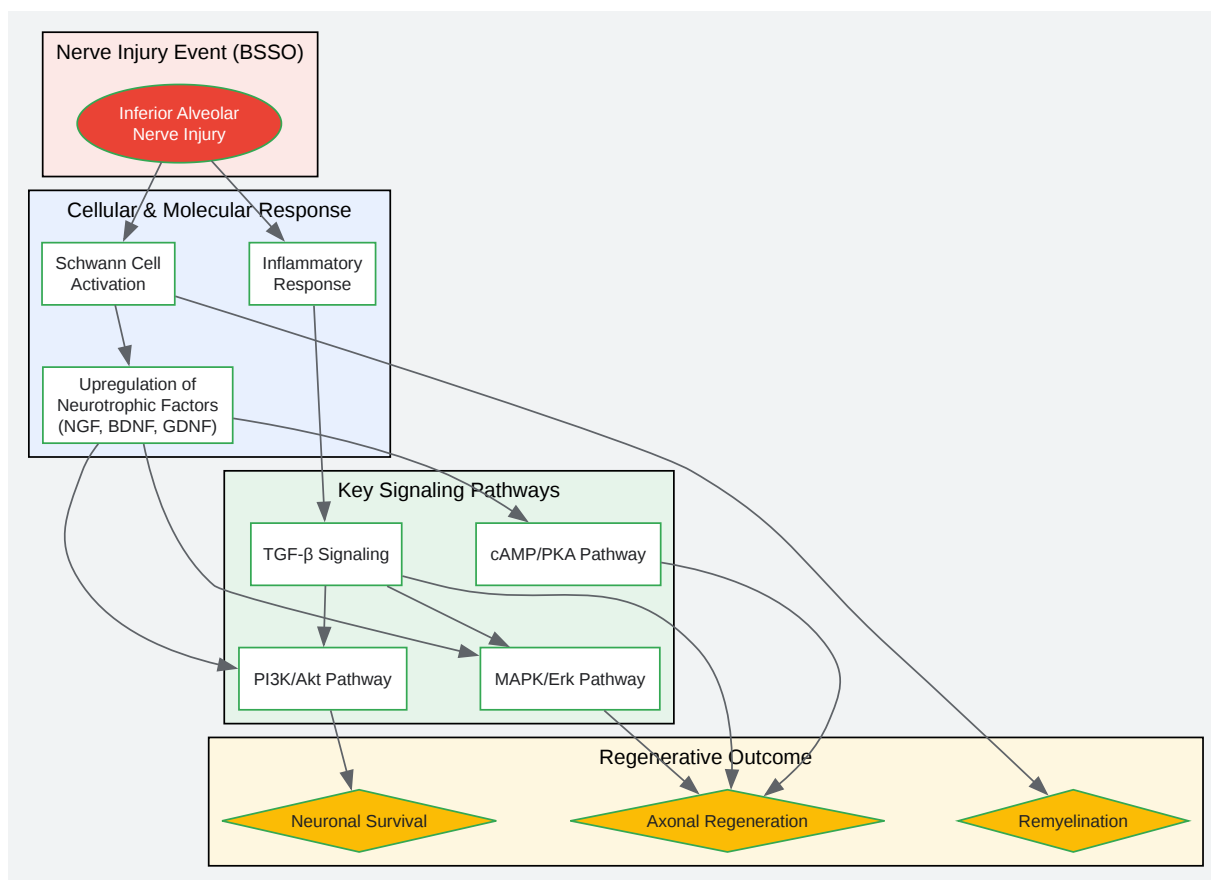 Nerve Injury Event (BSSO)
Inferior Alveolar
Nerve Injury
Cellular & Molecular Response
Schwann Cell
Activation
Inflammatory
Response
Upregulation of
Neurotrophic Factors
(NGF, BDNF, GDNF)
Key Signaling Pathways
TGF-β Signaling
cAMP/PKA Pathway
PI3K/Akt Pathway
MAPK/Erk Pathway
Regenerative Outcome
Neuronal Survival
Axonal Regeneration
Remyelination